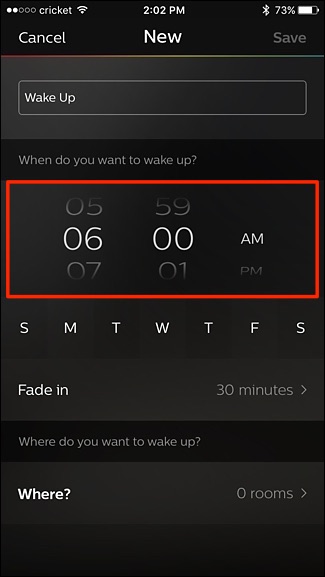 cricket 2:02 PM 73%
Cancel New Save
Wake Up
When do you want to wake up?
05 59
06 00 AM
07 01 PM
S M T W T F S
Fade in 30 minutes >
Where do you want to wake up?
Where? 0 rooms >